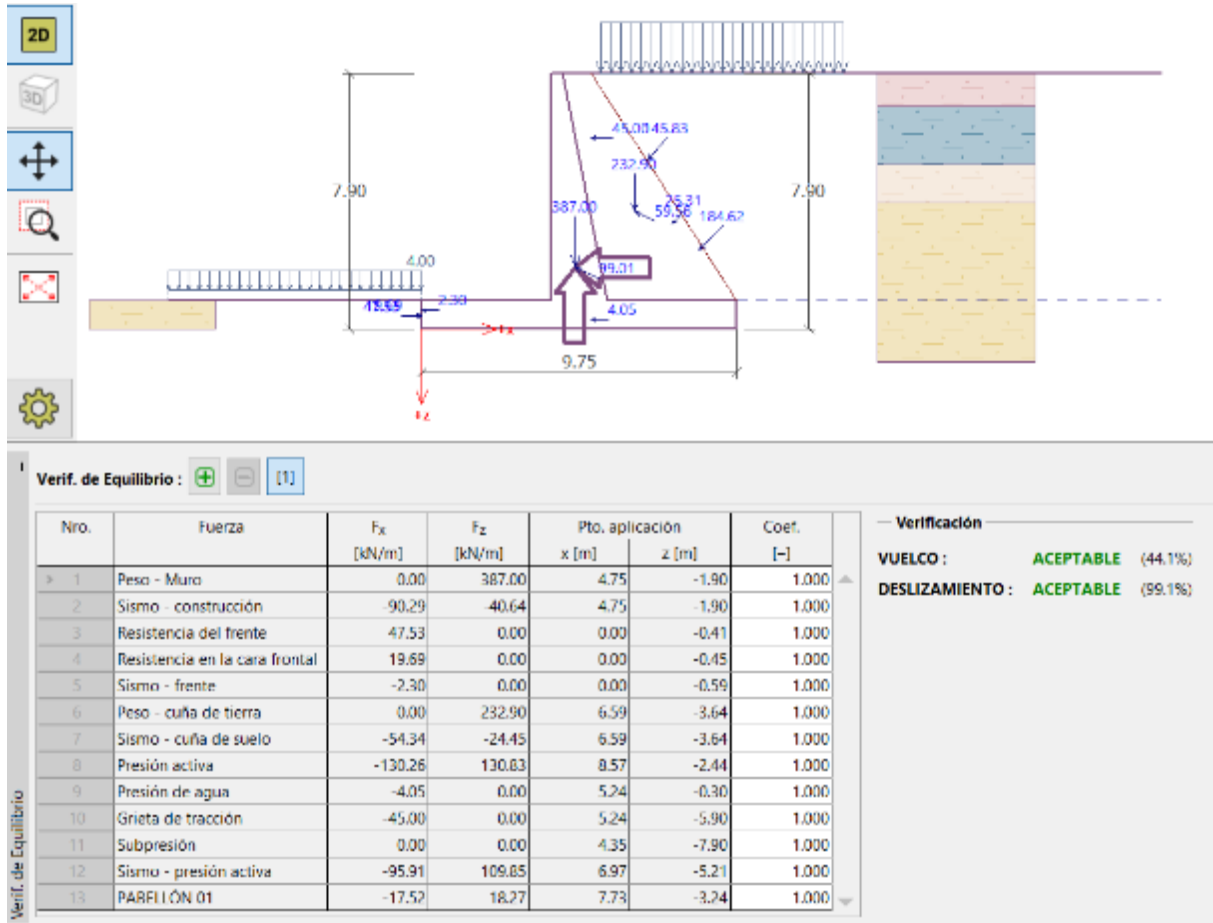 2D
3D
7.90
4.00
2.30
+x
+z
9.75
387.00
45.00
145.83
232.90
59.56
184.62
99.01
4.05
7.90
Verif. de Equilibrio : [1]
Nro. Fuerza Fx Fz Pto. aplicación Coef.
[kN/m] [kN/m] x [m] z [m] [–]
1 Peso - Muro 0.00 387.00 4.75 -1.90 1.000
2 Sismo - construcción -90.29 -40.64 4.75 -1.90 1.000
3 Resistencia del frente 47.53 0.00 0.00 -0.41 1.000
4 Resistencia en la cara frontal 19.69 0.00 0.00 -0.45 1.000
5 Sismo - frente -2.30 0.00 0.00 -0.59 1.000
6 Peso - cuña de tierra 0.00 232.90 6.59 -3.64 1.000
7 Sismo - cuña de suelo -54.34 -24.45 6.59 -3.64 1.000
8 Presión activa -130.26 130.83 8.57 -2.44 1.000
9 Presión de agua -4.05 0.00 5.24 -0.30 1.000
10 Grieta de tracción -45.00 0.00 5.24 -5.90 1.000
11 Subpresión 0.00 0.00 4.35 -7.90 1.000
12 Sismo - presión activa -95.91 109.85 6.97 -5.21 1.000
13 PABELLÓN 01 -17.52 18.27 7.73 -3.24 1.000
Verificación
VUELCO : ACEPTABLE (44.1%)
DESLIZAMIENTO : ACEPTABLE (99.1%)
Verif. de Equilibrio